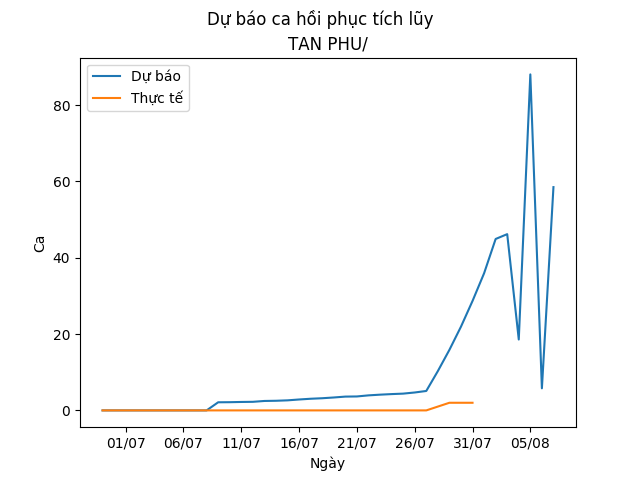 Dự báo ca hồi phục tích lũy
TAN PHU/
Dự báo
Thực tế
80
60
40
20
0
Ca
01/07 06/07 11/07 16/07 21/07 26/07 31/07 05/08
Ngày